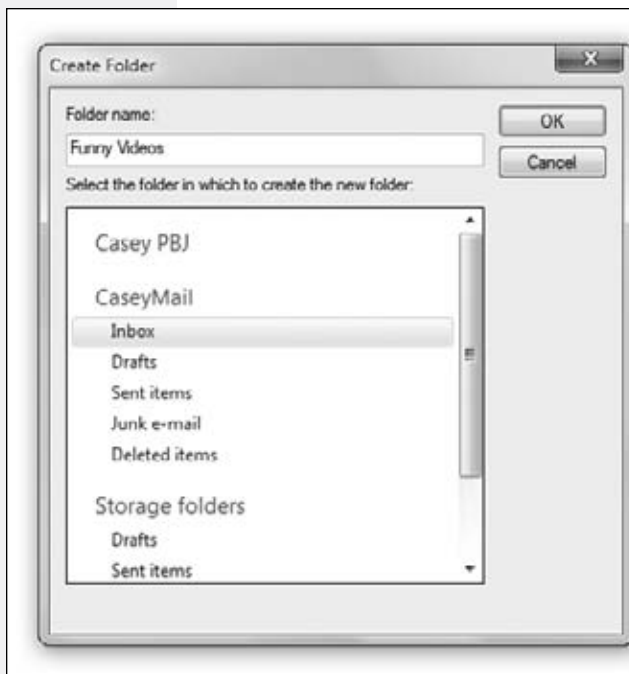 Create Folder
Folder name:
OK
Funny Videos
Cancel
Select the folder in which to create the new folder:
Casey PBJ
CaseyMail
Inbox
Drafts
Sent items
Junk e-mail
Deleted items
Storage folders
Drafts
Sent items